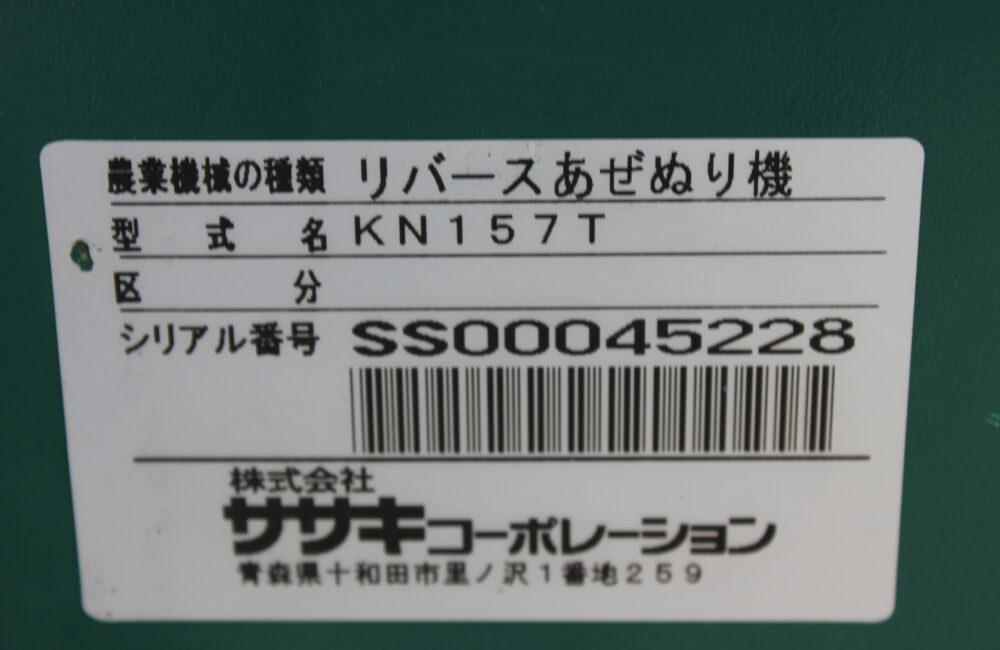 農業機械の種類 リバースあぜぬり機
型式名 KN157T
区分
シリアル番号 SS00045228
株式会社
ササキコーポレーション
青森県十和田市里ノ沢1番地259